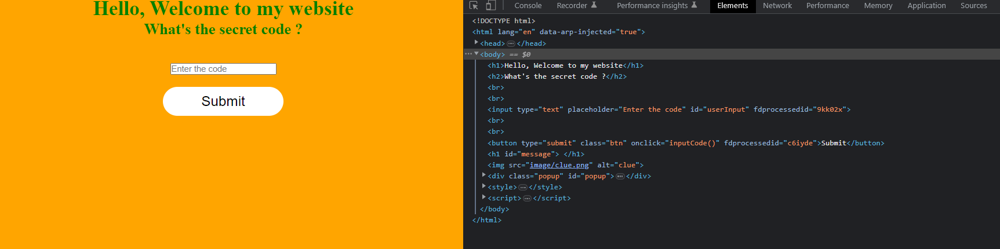 Hello, Welcome to my website
What's the secret code ?
Enter the code
Submit
Console Recorder Performance insights Elements Network Performance Memory Application Sources
<!DOCTYPE html>
<html lang="en" data-arp-injected="true">
<head>…</head>
<body> == $0
<h1>Hello, Welcome to my website</h1>
<h2>What's the secret code ?</h2>
<br>
<br>
<input type="text" placeholder="Enter the code" id="userInput" fdprocessedid="9kk02x">
<br>
<br>
<button type="submit" class="btn" onclick="inputCode()" fdprocessedid="c6iyde">Submit</button>
<h1 id="message"> </h1>
<img src="image/clue.png" alt="clue">
<div class="popup" id="popup">…</div>
<style>…</style>
<script>…</script>
</body>
</html>